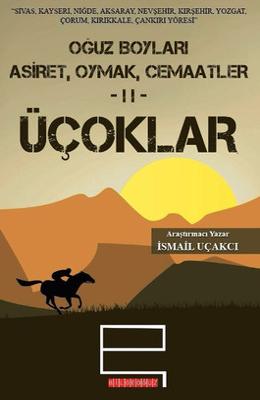 "SİVAS, KAYSERİ, NİĞDE, AKSARAY, NEVŞEHİR, KIRŞEHİR, YOZGAT,
ÇORUM, KIRIKKALE, ÇANKIRI YÖRESİ"
OĞUZ BOYLARI
ASİRET, OYMAK, CEMAATLER
- II -
ÜÇOKLAR
Araştırmacı Yazar
İSMAİL UÇAKCI